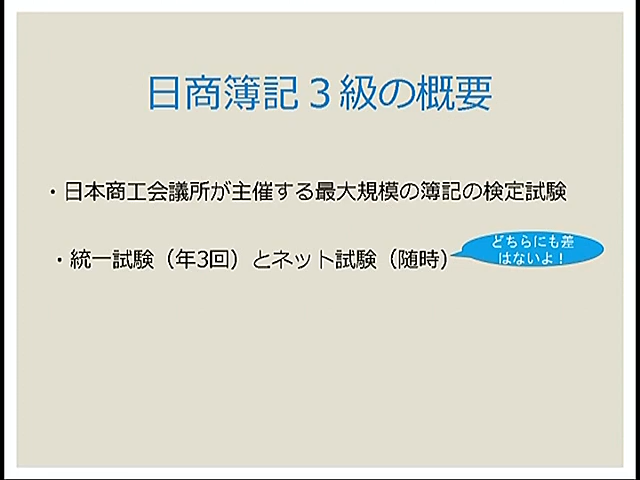 日商簿記３級の概要
・日本商工会議所が主催する最大規模の簿記の検定試験
・統一試験（年3回）とネット試験（随時）
どちらにも差
はないよ！